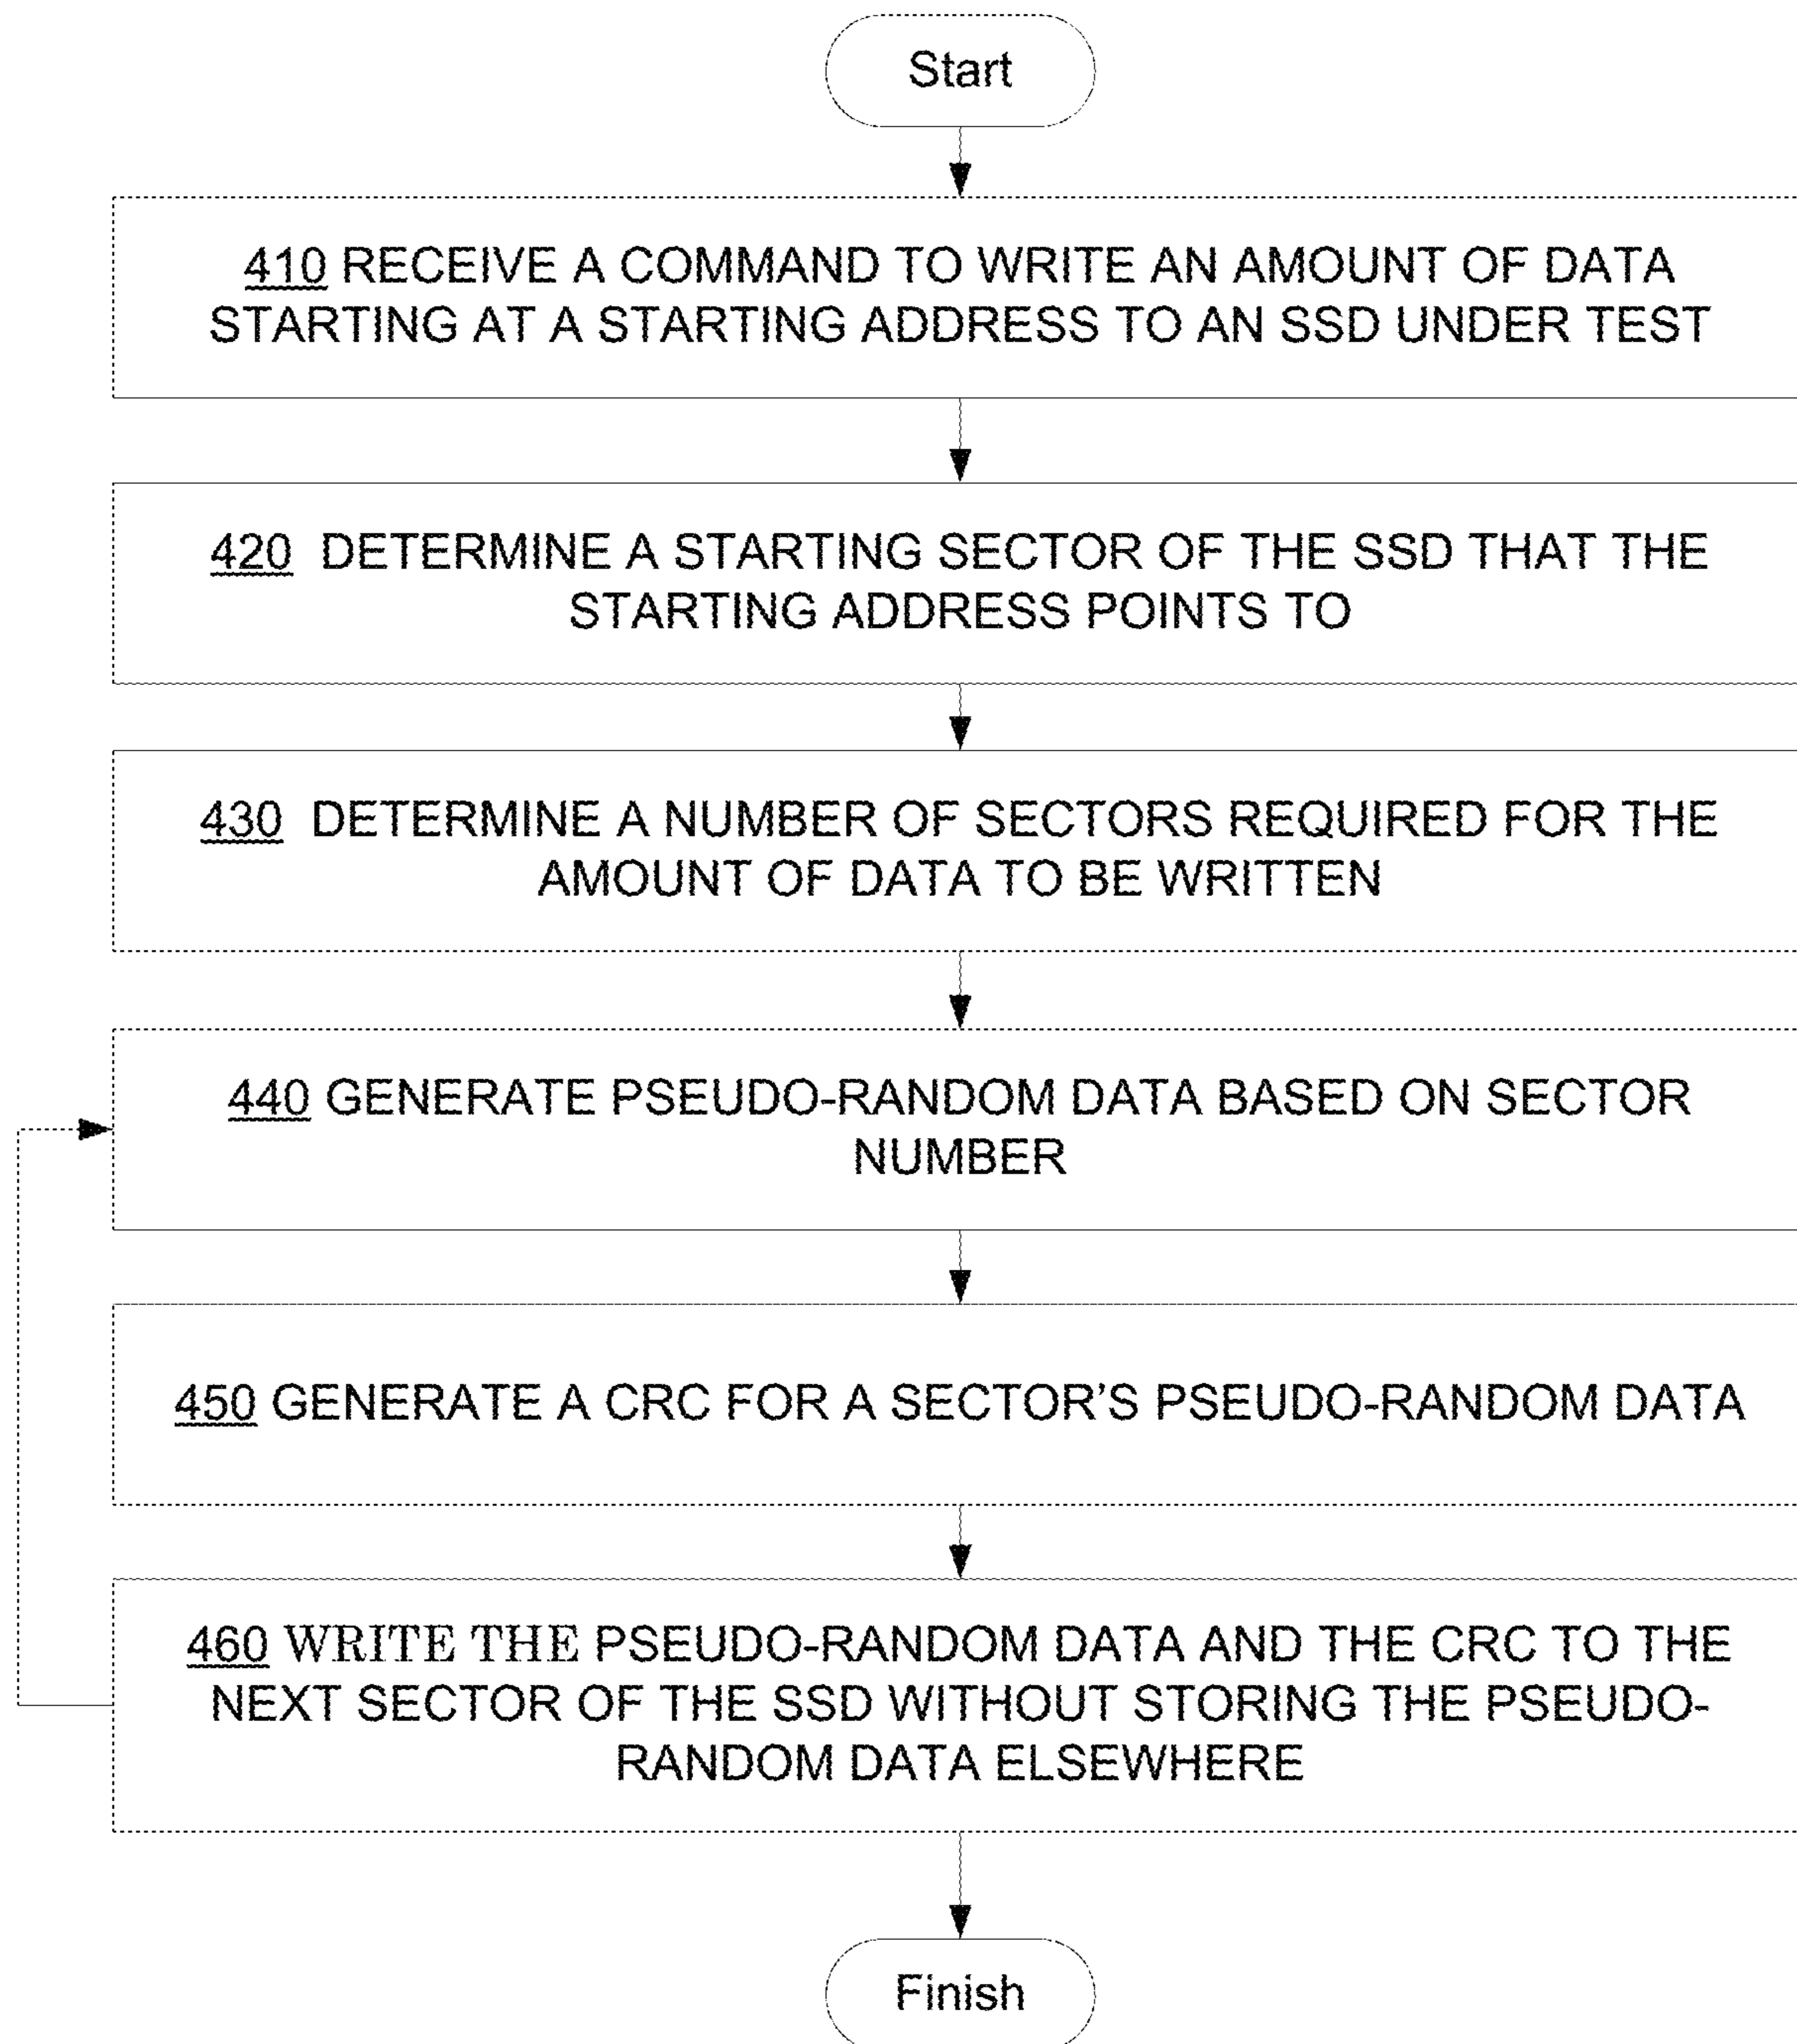 Start
410 RECEIVE A COMMAND TO WRITE AN AMOUNT OF DATA
STARTING AT A STARTING ADDRESS TO AN SSD UNDER TEST
420 DETERMINE A STARTING SECTOR OF THE SSD THAT THE
STARTING ADDRESS POINTS TO
430 DETERMINE A NUMBER OF SECTORS REQUIRED FOR THE
AMOUNT OF DATA TO BE WRITTEN
440 GENERATE PSEUDO-RANDOM DATA BASED ON SECTOR
NUMBER
450 GENERATE A CRC FOR A SECTOR'S PSEUDO-RANDOM DATA
460 WRITE THE PSEUDO-RANDOM DATA AND THE CRC TO THE
NEXT SECTOR OF THE SSD WITHOUT STORING THE PSEUDO-
RANDOM DATA ELSEWHERE
Finish